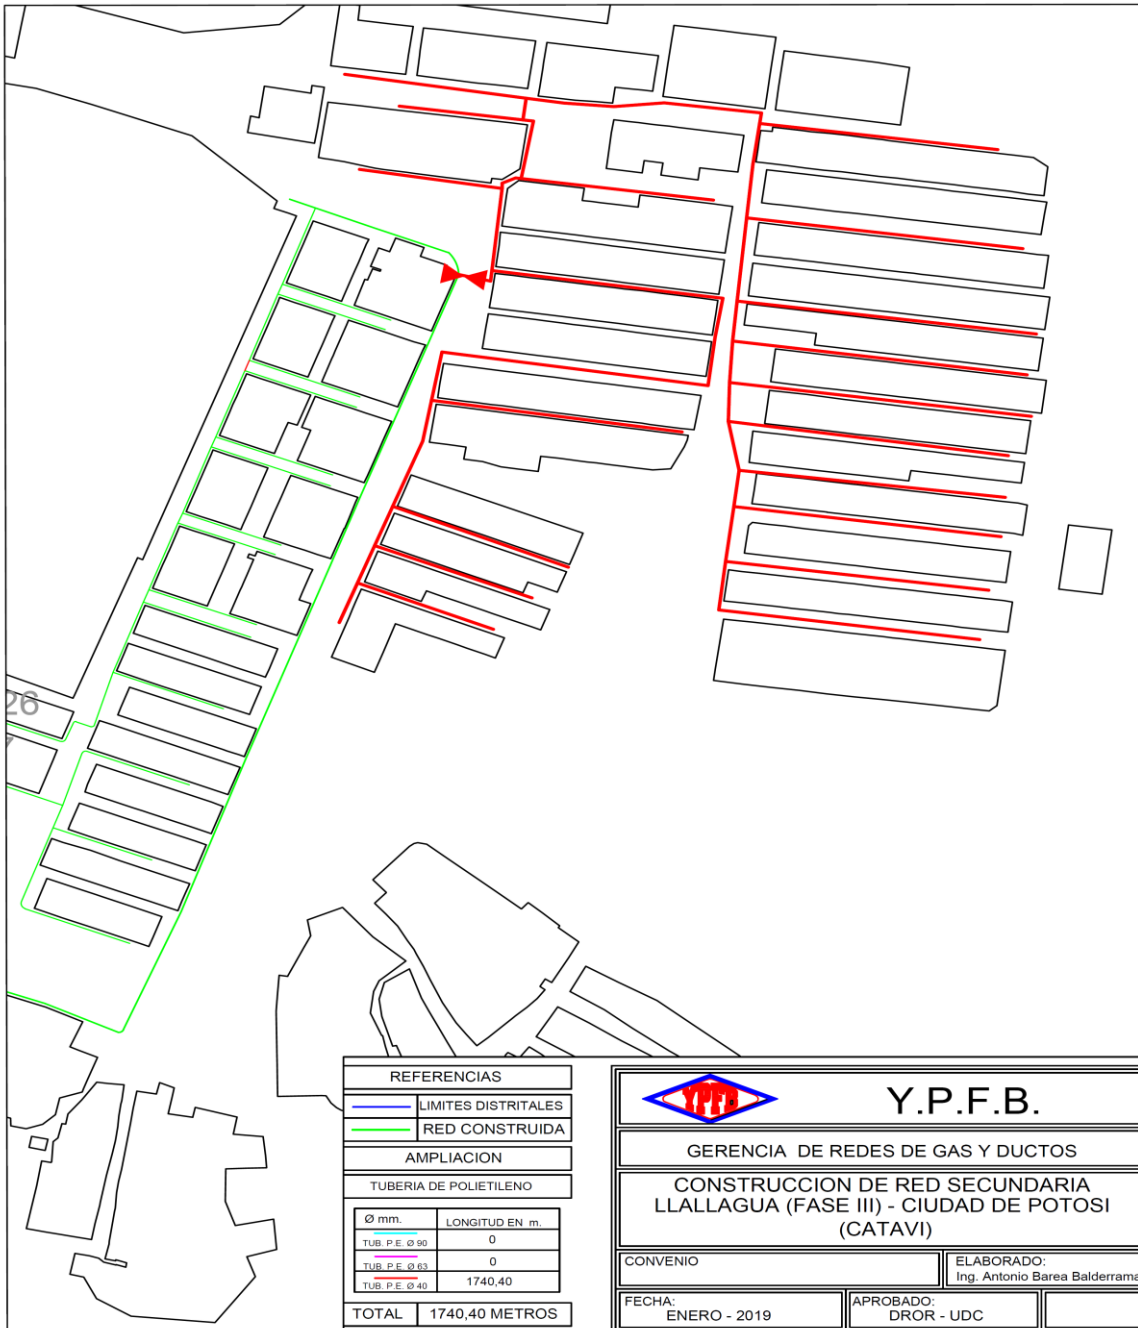 26
7
REFERENCIAS
LIMITES DISTRITALES
RED CONSTRUIDA
AMPLIACION
TUBERIA DE POLIETILENO
Ø mm. LONGITUD EN m.
TUB. P.E. Ø 90 0
TUB. P.E. Ø 63 0
TUB. P.E. Ø 40 1740,40
TOTAL 1740,40 METROS
YPFB
Y.P.F.B.
GERENCIA DE REDES DE GAS Y DUCTOS
CONSTRUCCION DE RED SECUNDARIA
LLALLAGUA (FASE III) - CIUDAD DE POTOSI
(CATAVI)
CONVENIO
ELABORADO:
Ing. Antonio Barea Balderrama
FECHA:
ENERO - 2019
APROBADO:
DROR - UDC